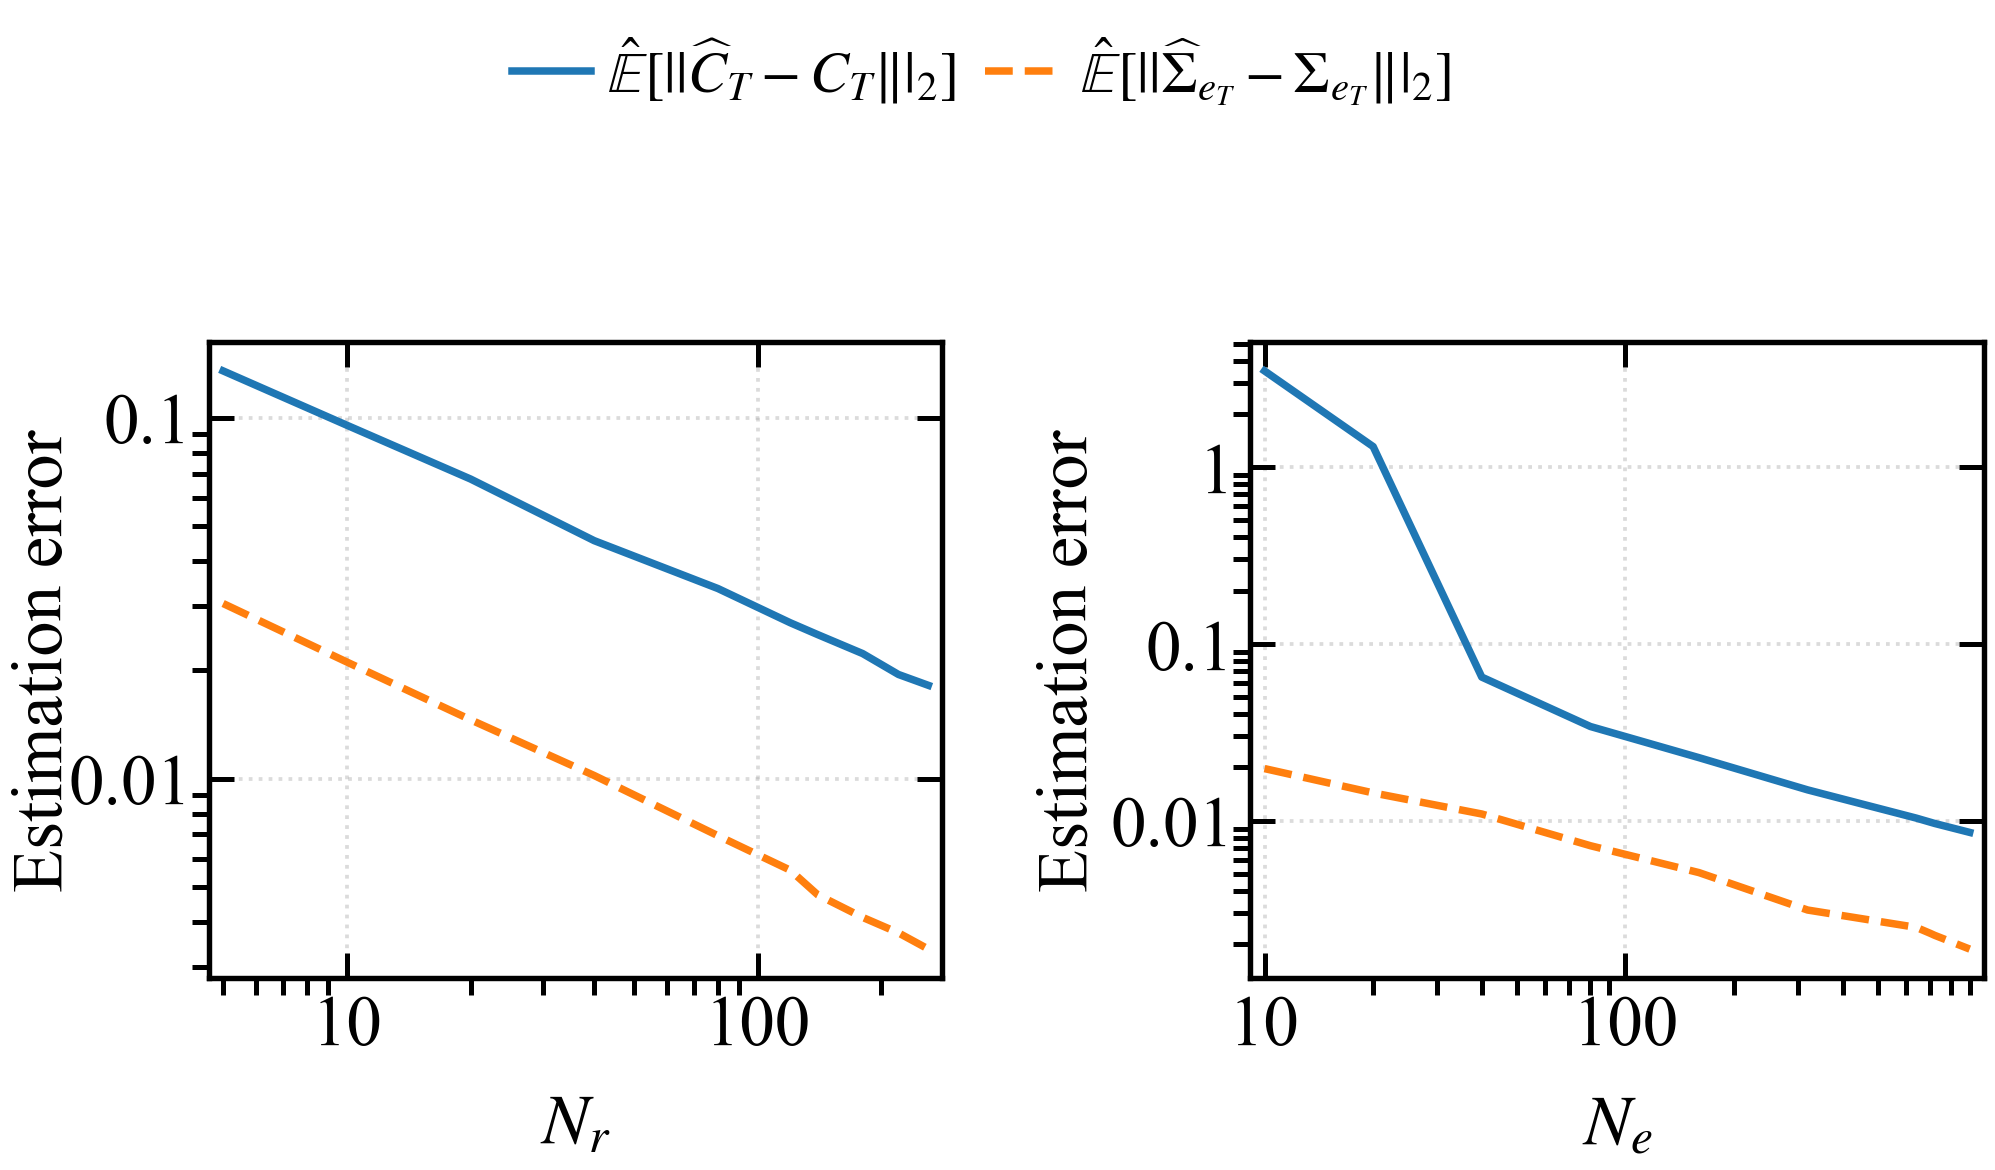 𝔼̂[||Ĉ_T − C_T|||₂] 𝔼̂[||Σ̂_{e_T} − Σ_{e_T}|||₂]
Estimation error
0.1
0.01
10 100
N_r
Estimation error
1
0.1
0.01
10 100
N_e